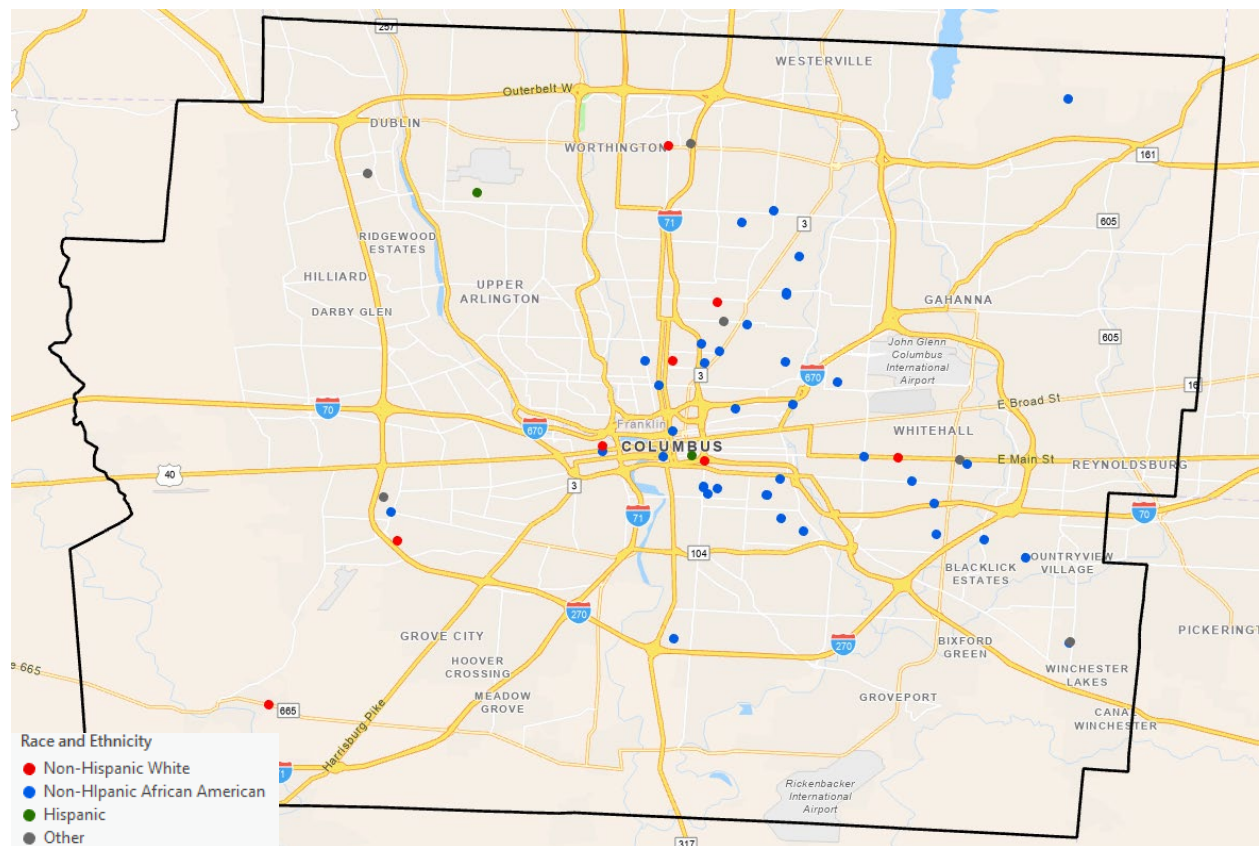 257
WESTERVILLE
Outerbelt W
DUBLIN
WORTHINGTON
161
3
605
71
RIDGEWOOD
ESTATES
HILLIARD
UPPER
ARLINGTON
DARBY GLEN
GAHANNA
605
John Glenn
Columbus
International
Airport
3
670
16
70
E Broad St
Franklin
670
WHITEHALL
COLUMBUS
E Main St
REYNOLDSBURG
40
3
71
70
104
OUNTRYVIEW
VILLAGE
BLACKLICK
ESTATES
270
GROVE CITY
270
BIXFORD
GREEN
PICKERINGT
HOOVER
CROSSING
WINCHESTER
LAKES
e 665
MEADOW
GROVE
GROVEPORT
665
CANAL
WINCHESTER
Harrisburg Pike
Race and Ethnicity
Non-Hispanic White
1
Non-HIpanic African American
Hispanic
Other
Rickenbacker
International
Airport
317